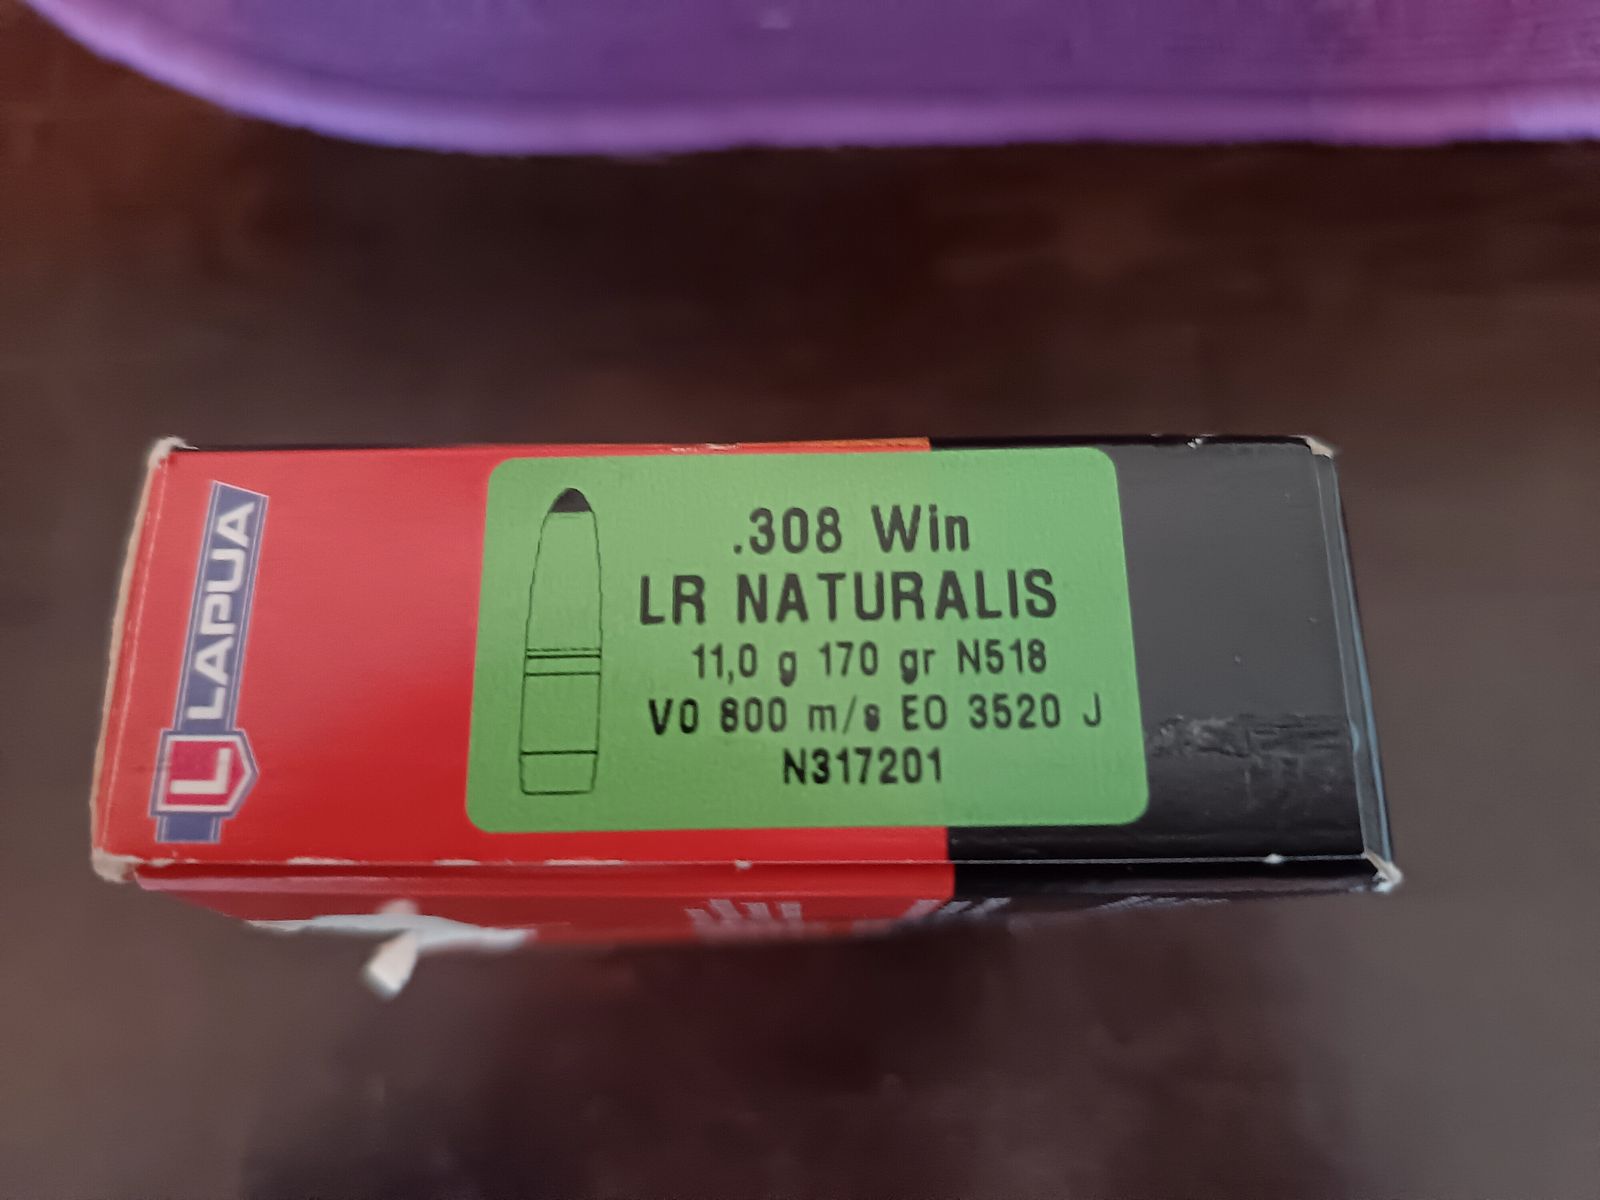 LAPUA
L
.308 Win
LR NATURALIS
11,0 g 170 gr N518
V0 800 m/s E0 3520 J
N317201